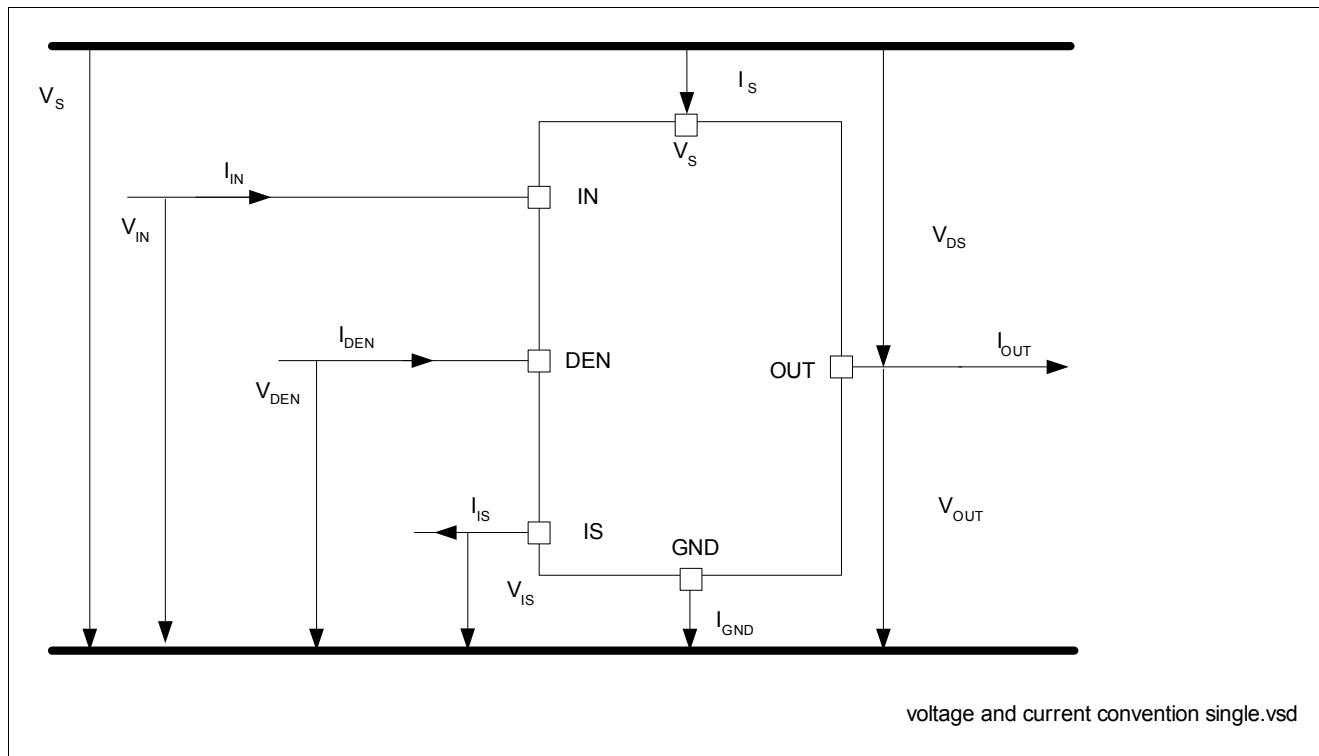 V_S
I_S
V_S
I_IN
IN
V_IN
V_DS
I_DEN
I_OUT
DEN
OUT
V_DEN
I_IS
V_OUT
IS
GND
V_IS
I_GND
voltage and current convention single.vsd